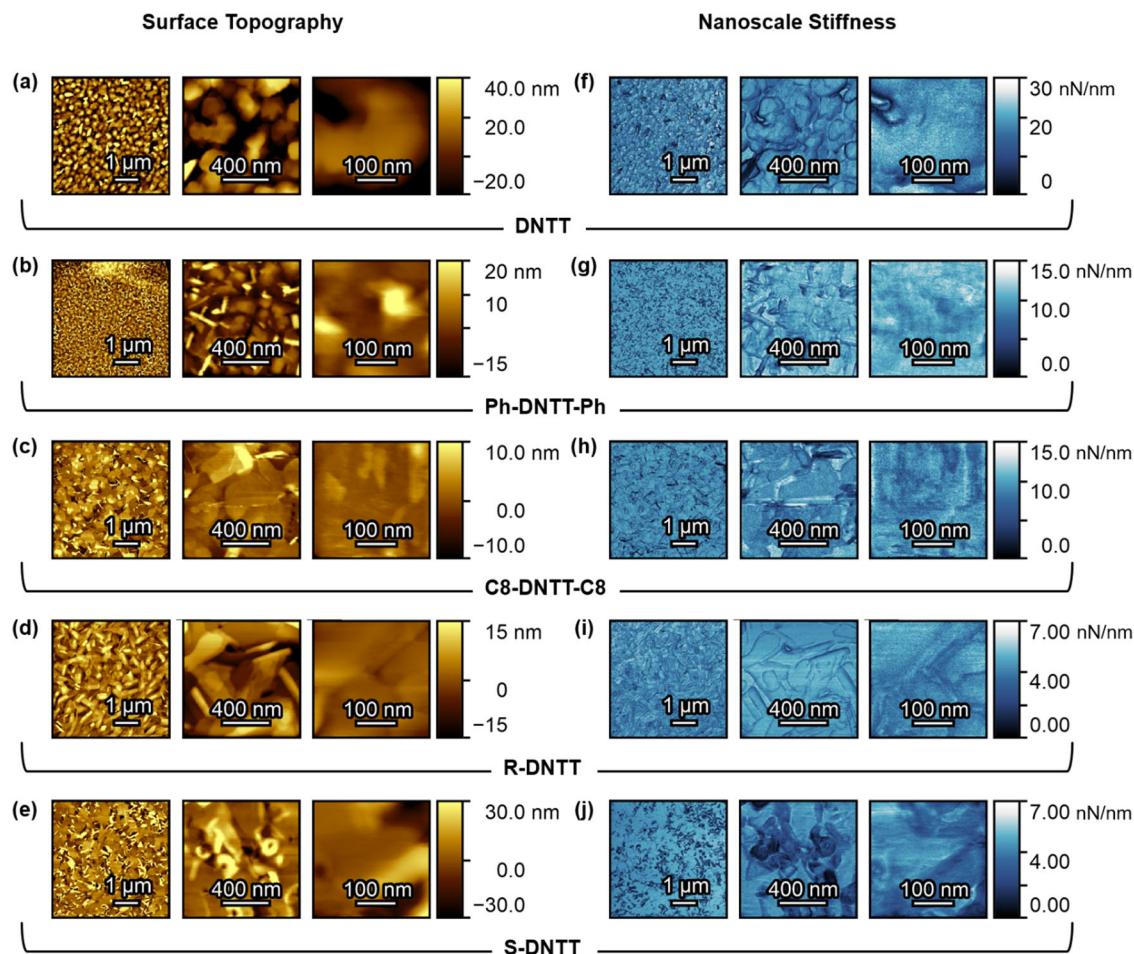 Surface Topography Nanoscale Stiffness
(a) 1 µm 400 nm 100 nm 40.0 nm 20.0 −20.0 (f) 1 µm 400 nm 100 nm 30 nN/nm 20 0
DNTT
(b) 1 µm 400 nm 100 nm 20 nm 10 −15 (g) 1 µm 400 nm 100 nm 15.0 nN/nm 10.0 0.0
Ph-DNTT-Ph
(c) 1 µm 400 nm 100 nm 10.0 nm 0.0 −10.0 (h) 1 µm 400 nm 100 nm 15.0 nN/nm 10.0 0.0
C8-DNTT-C8
(d) 1 µm 400 nm 100 nm 15 nm 0 −15 (i) 1 µm 400 nm 100 nm 7.00 nN/nm 4.00 0.00
R-DNTT
(e) 1 µm 400 nm 100 nm 30.0 nm 0.0 −30.0 (j) 1 µm 400 nm 100 nm 7.00 nN/nm 4.00 0.00
S-DNTT